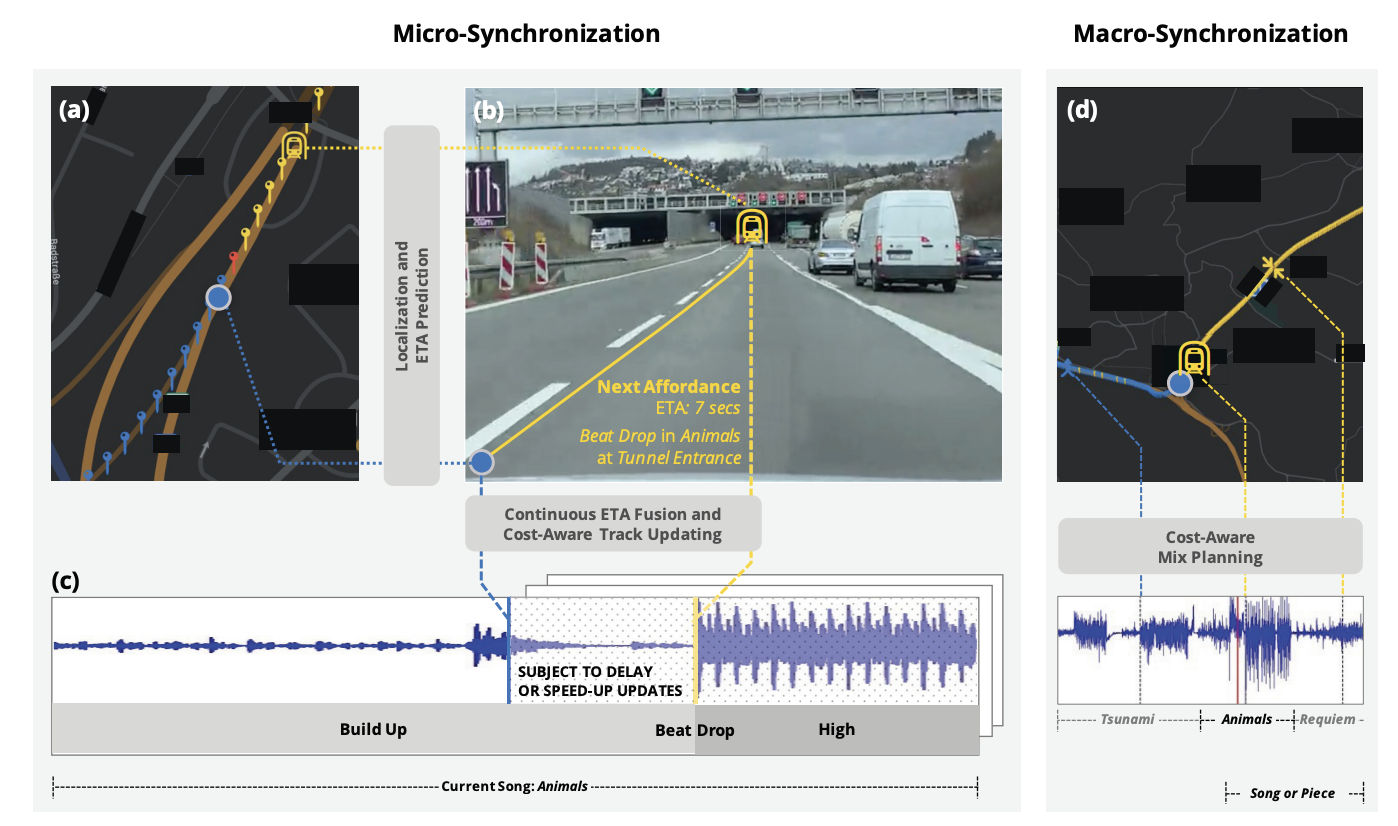 Micro-Synchronization
Macro-Synchronization
(a)
(b)
(d)
Badstraße
Localization and
ETA Prediction
200m
Next Affordance
ETA: 7 secs
Beat Drop in Animals
at Tunnel Entrance
Continuous ETA Fusion and
Cost-Aware Track Updating
Cost-Aware
Mix Planning
(c)
SUBJECT TO DELAY
OR SPEED-UP UPDATES
Build Up
Beat Drop
High
Tsunami
Animals
Requiem
Current Song: Animals
Song or Piece